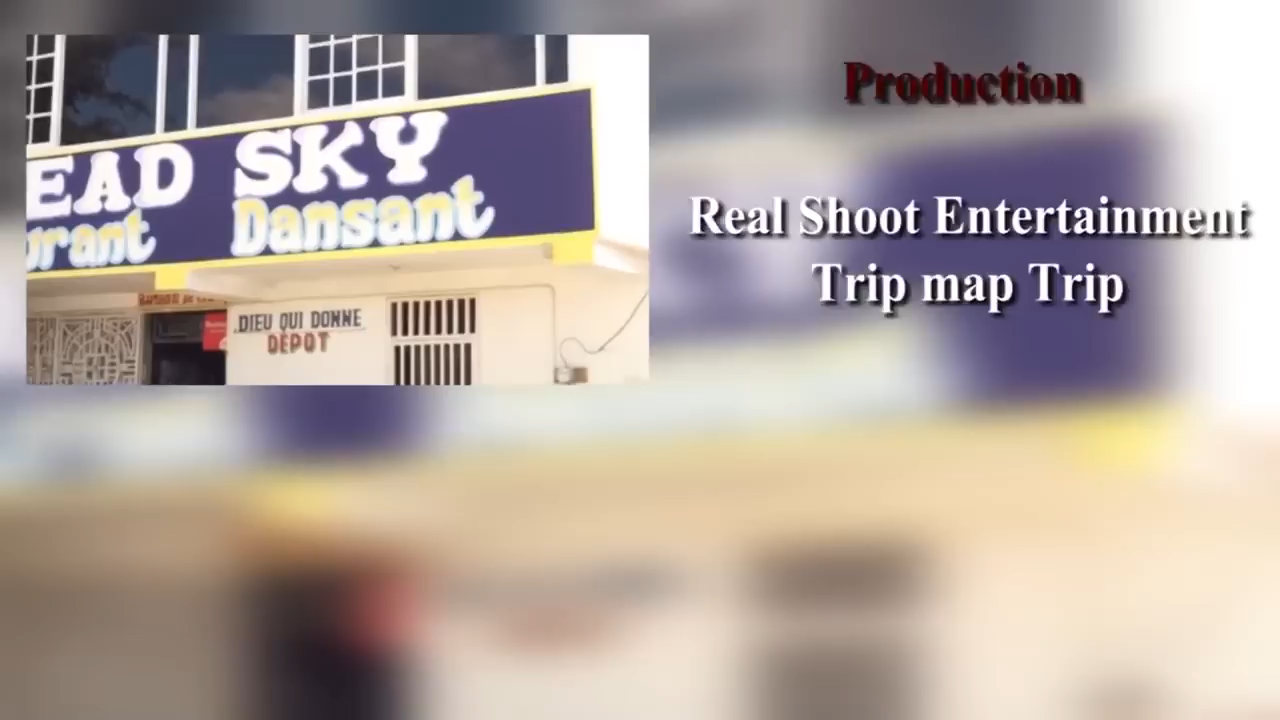 EAD SKY
urant Dansant
DIEU QUI DONNE
DEPOT
Production
Real Shoot Entertainment
Trip map Trip